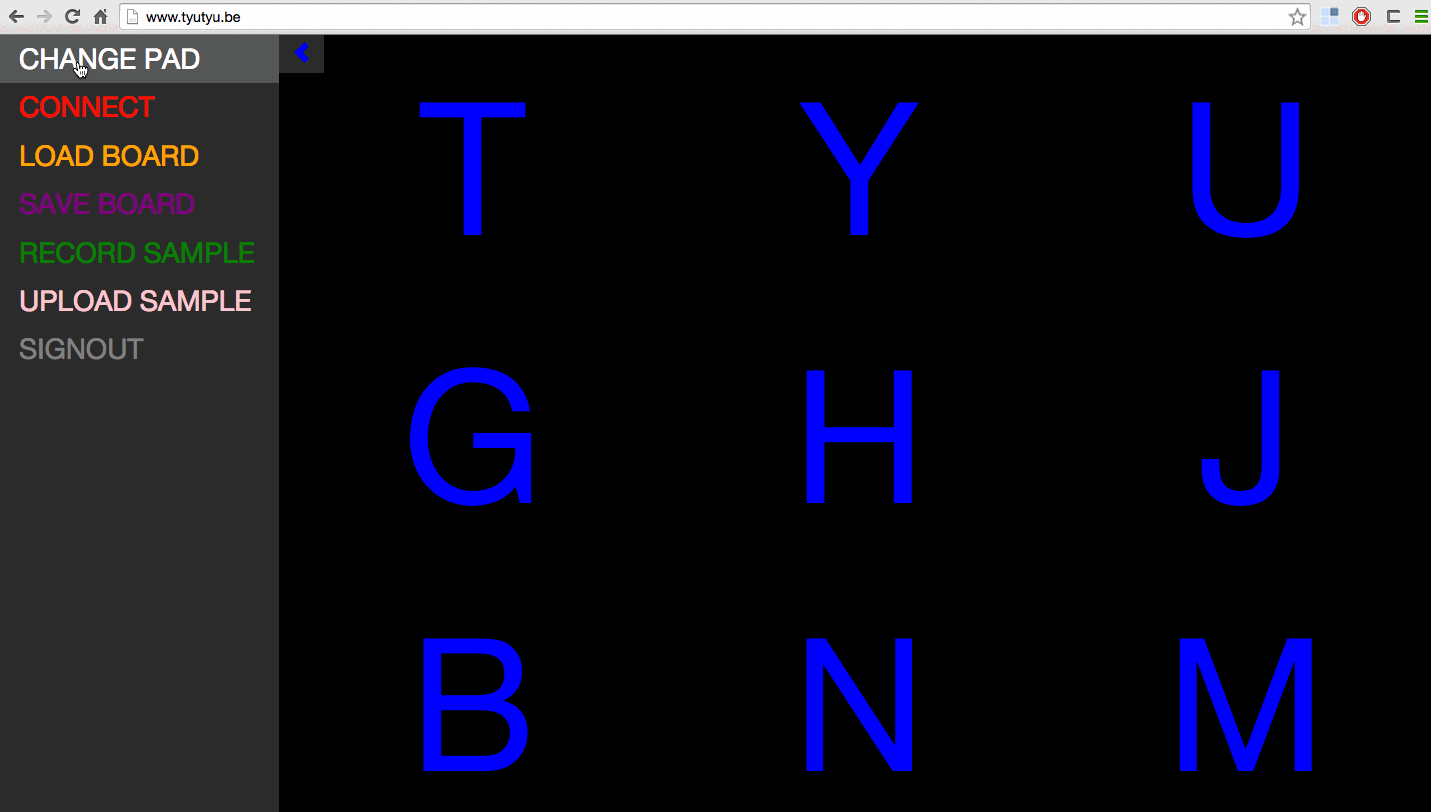 www.tyutyu.be
CHANGE PAD
CONNECT
LOAD BOARD
SAVE BOARD
RECORD SAMPLE
UPLOAD SAMPLE
SIGNOUT
T Y U
G H J
B N M